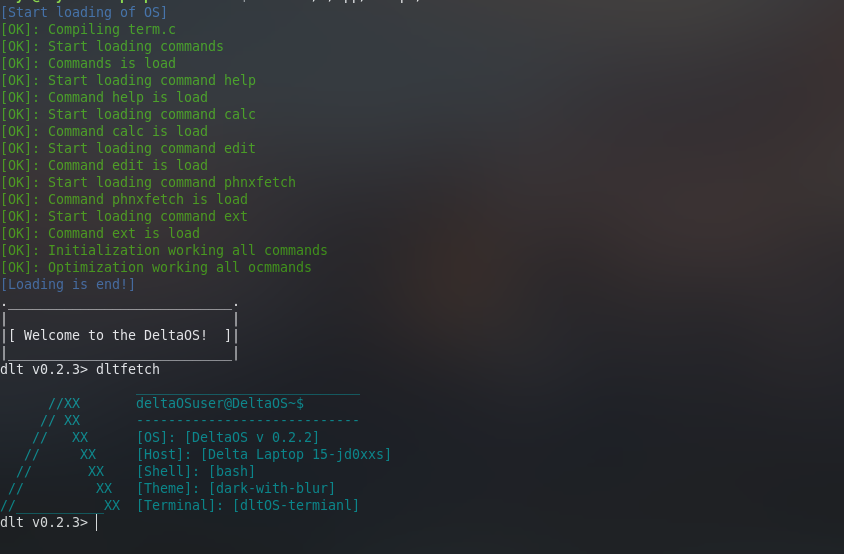 [Start loading of OS]
[OK]: Compiling term.c
[OK]: Start loading commands
[OK]: Commands is load
[OK]: Start loading command help
[OK]: Command help is load
[OK]: Start loading command calc
[OK]: Command calc is load
[OK]: Start loading command edit
[OK]: Command edit is load
[OK]: Start loading command phnxfetch
[OK]: Command phnxfetch is load
[OK]: Start loading command ext
[OK]: Command ext is load
[OK]: Initialization working all commands
[OK]: Optimization working all ocmmands
[Loading is end!]
.____________________________.
|                            |
|[ Welcome to the DeltaOS!  ]|
|____________________________|
dlt v0.2.3> dltfetch
                 ____________________________
      //XX       deltaOSuser@DeltaOS~$
     // XX       ----------------------------
    //   XX      [OS]: [DeltaOS v 0.2.2]
   //     XX     [Host]: [Delta Laptop 15-jd0xxs]
  //       XX    [Shell]: [bash]
 //         XX   [Theme]: [dark-with-blur]
//___________XX  [Terminal]: [dltOS-termianl]
dlt v0.2.3>